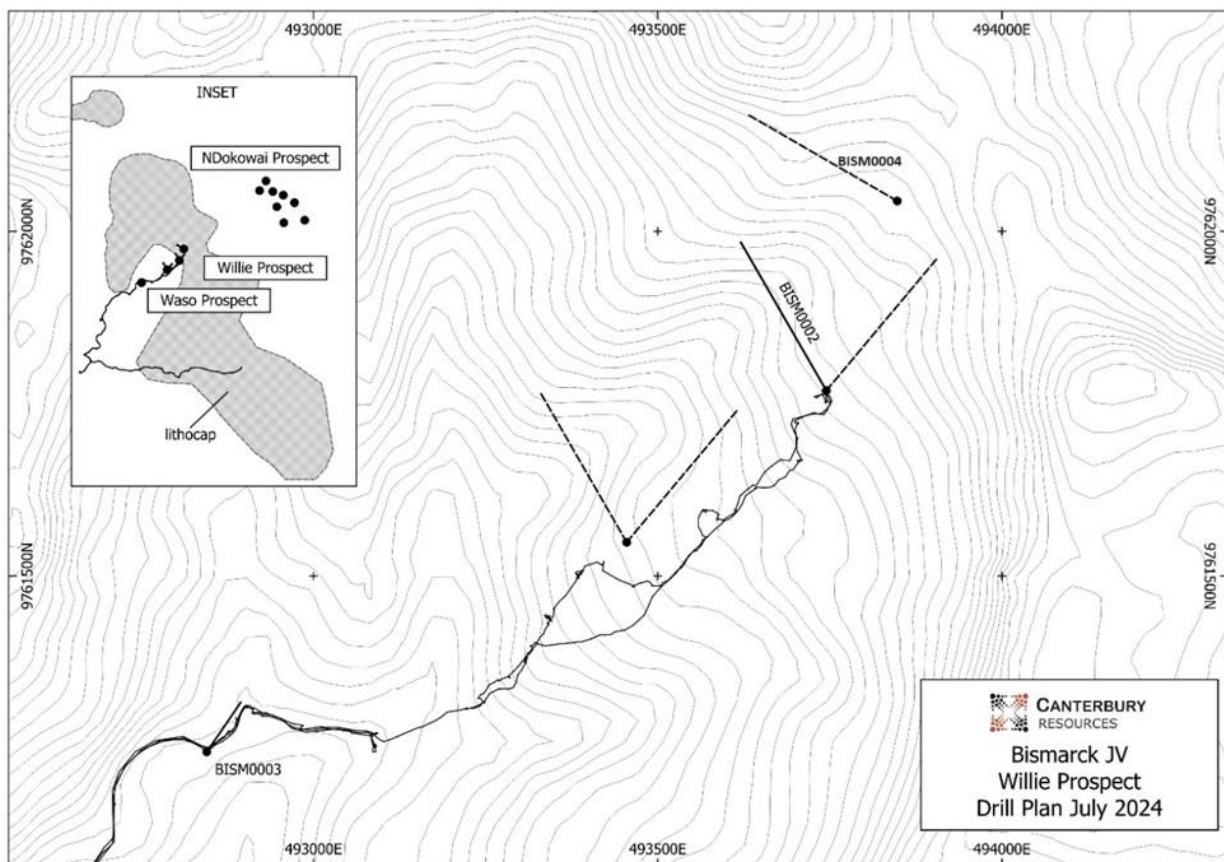 493000E
493500E
494000E
INSET
NDokowai Prospect
Willie Prospect
Waso Prospect
lithocap
BISM0004
9762000N
9762000N
BISM0002
9761500N
9761500N
BISM0003
CANTERBURY
RESOURCES
Bismarck JV
Willie Prospect
Drill Plan July 2024
493000E
493500E
494000E